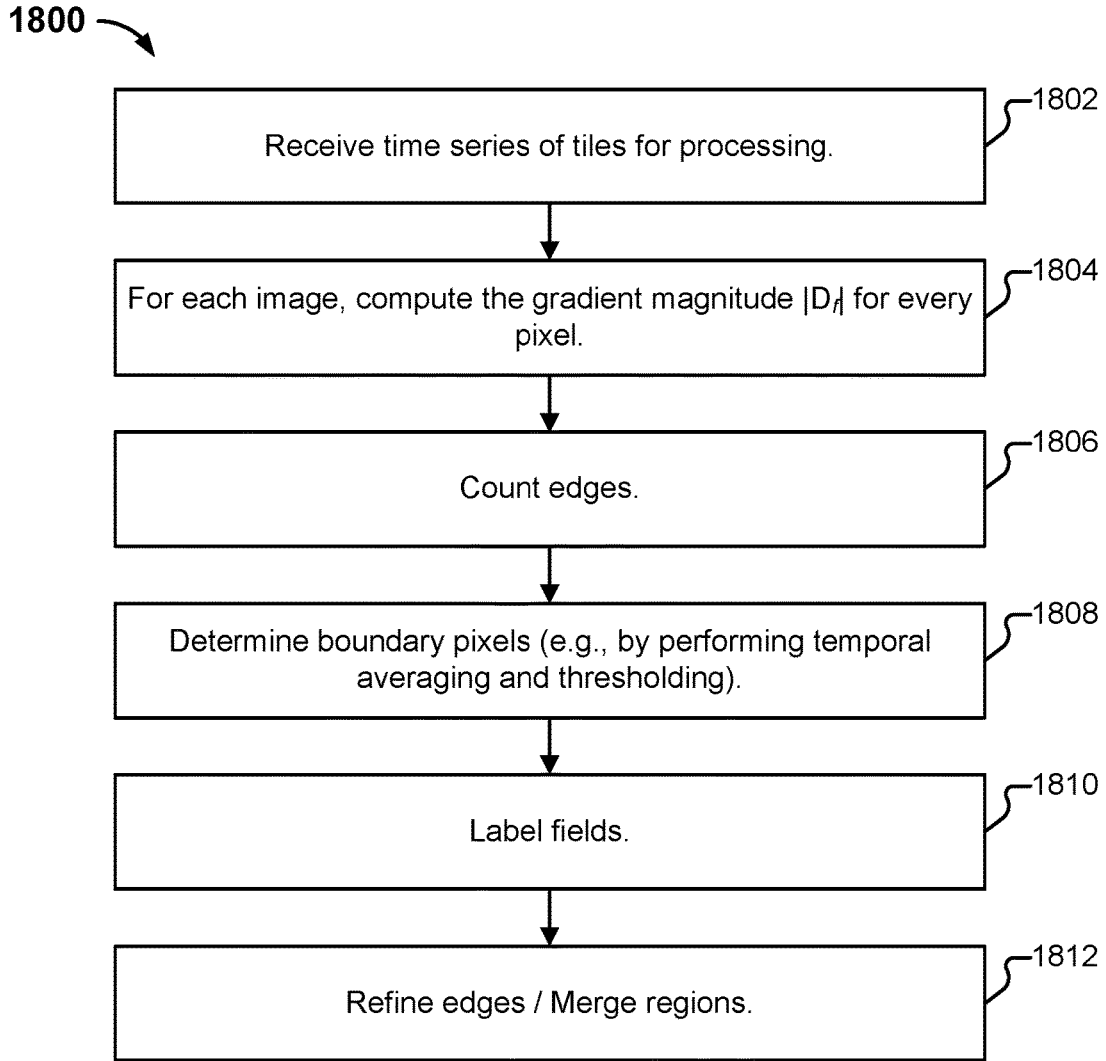 1800
1802
Receive time series of tiles for processing.
1804
For each image, compute the gradient magnitude |Df| for every
pixel.
1806
Count edges.
1808
Determine boundary pixels (e.g., by performing temporal
averaging and thresholding).
1810
Label fields.
1812
Refine edges / Merge regions.